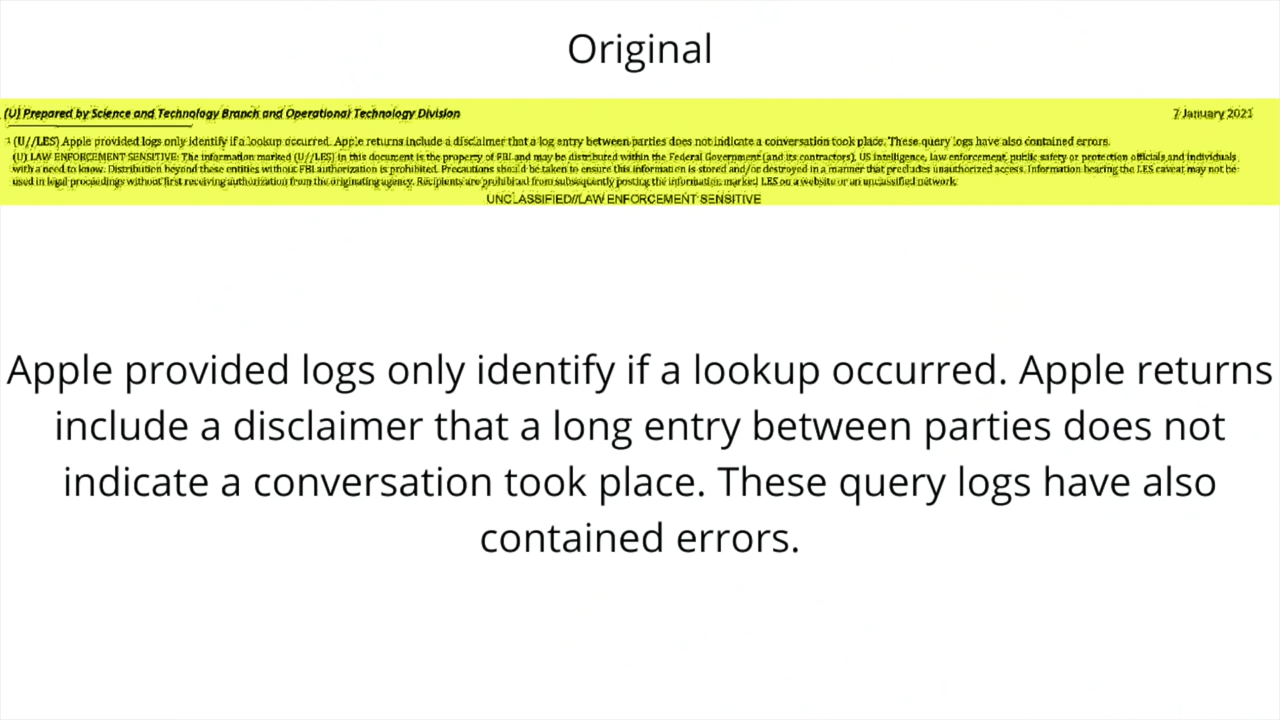 Original
(U) Prepared by Science and Technology Branch and Operational Technology Division 7 January 2021
(U//LES) Apple provided logs only identify if a lookup occurred. Apple returns include a disclaimer that a log entry between parties does not indicate a conversation took place. These query logs have also contained errors.
(U) LAW ENFORCEMENT SENSITIVE: The information marked (U//LES) in this document is the property of FBI and may be distributed within the Federal Government (and its contractors), US intelligence, law enforcement, public safety or protection officials and individuals
with a need to know. Distribution beyond these entities without FBI authorization is prohibited. Precautions should be taken to ensure this information is stored and/or destroyed in a manner that precludes unauthorized access. Information bearing the LES caveat may not be
used in legal proceedings without first receiving authorization from the originating agency. Recipients are prohibited from subsequently posting the information marked LES on a website or an unclassified network.
UNCLASSIFIED//LAW ENFORCEMENT SENSITIVE
Apple provided logs only identify if a lookup occurred. Apple returns
include a disclaimer that a long entry between parties does not
indicate a conversation took place. These query logs have also
contained errors.